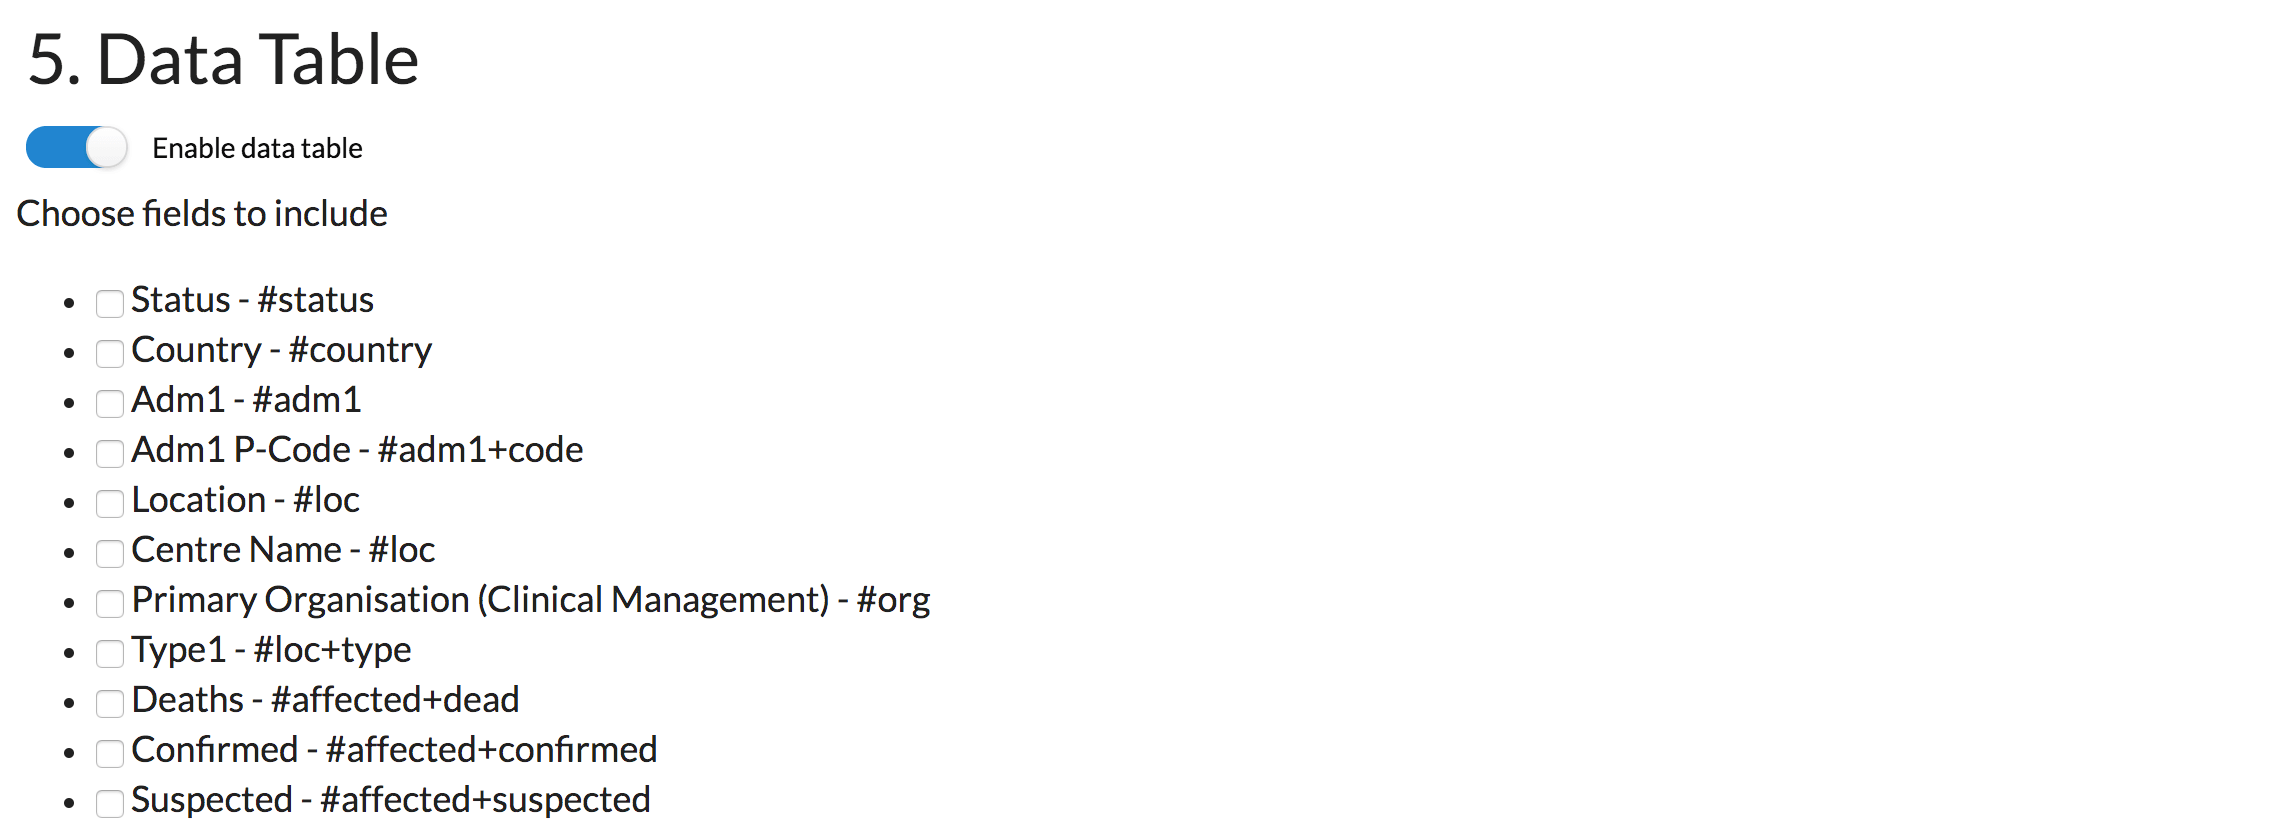 5. Data Table
Enable data table
Choose fields to include
Status - #status
Country - #country
Adm1 - #adm1
Adm1 P-Code - #adm1+code
Location - #loc
Centre Name - #loc
Primary Organisation (Clinical Management) - #org
Type1 - #loc+type
Deaths - #affected+dead
Confirmed - #affected+confirmed
Suspected - #affected+suspected